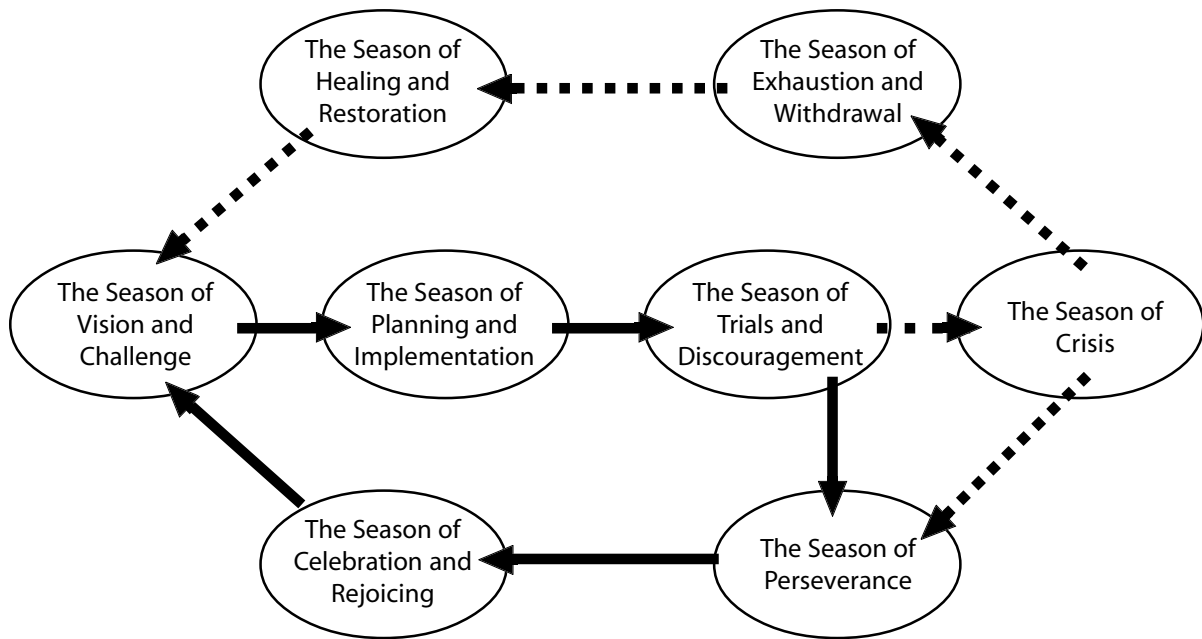 The Season of
Healing and
Restoration
The Season of
Exhaustion and
Withdrawal
The Season of
Vision and
Challenge
The Season of
Planning and
Implementation
The Season of
Trials and
Discouragement
The Season of
Crisis
The Season of
Celebration and
Rejoicing
The Season of
Perseverance